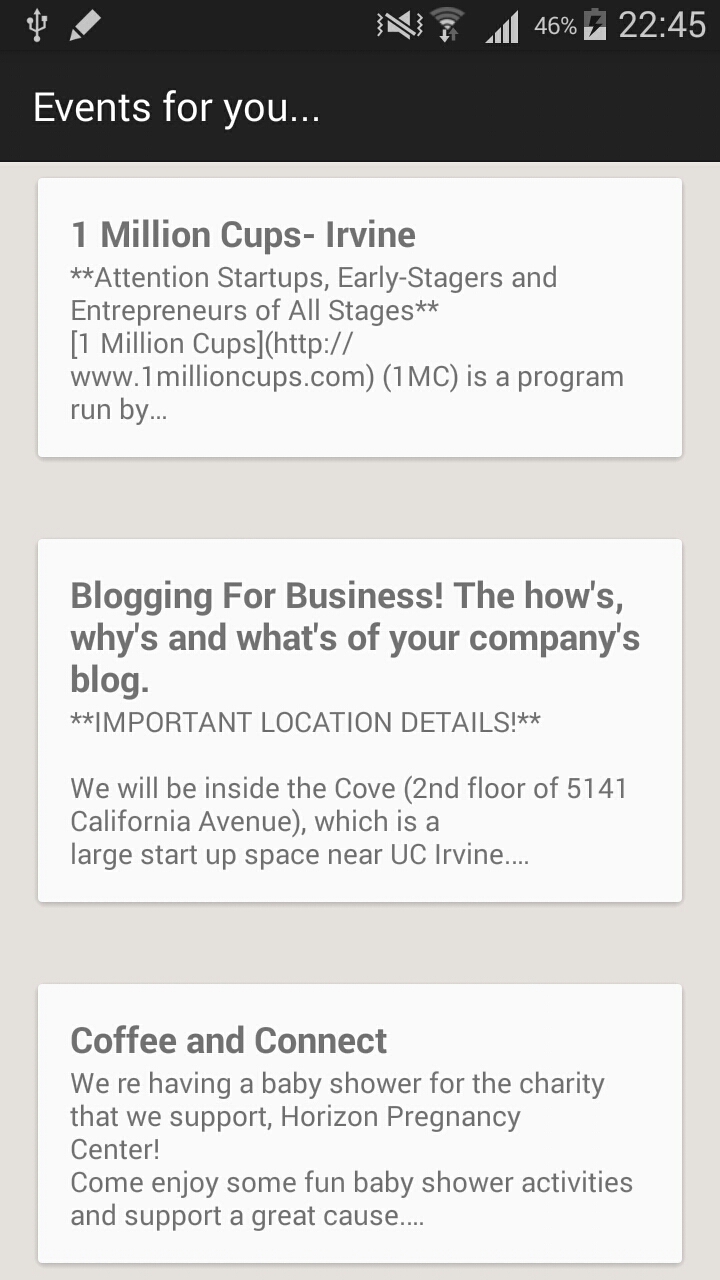 46% 22:45
Events for you...
1 Million Cups- Irvine
**Attention Startups, Early-Stagers and
Entrepreneurs of All Stages**
[1 Million Cups](http://
www.1millioncups.com) (1MC) is a program
run by...
Blogging For Business! The how's,
why's and what's of your company's
blog.
**IMPORTANT LOCATION DETAILS!**
We will be inside the Cove (2nd floor of 5141
California Avenue), which is a
large start up space near UC Irvine....
Coffee and Connect
We re having a baby shower for the charity
that we support, Horizon Pregnancy
Center!
Come enjoy some fun baby shower activities
and support a great cause....